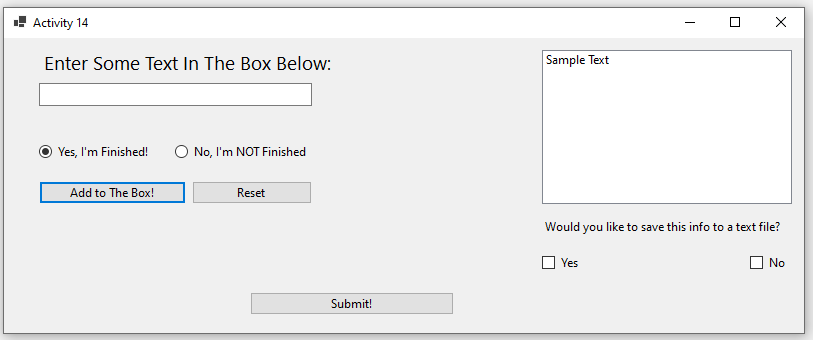 Activity 14
Enter Some Text In The Box Below:
Yes, I'm Finished!
No, I'm NOT Finished
Add to The Box!
Reset
Sample Text
Would you like to save this info to a text file?
Yes
No
Submit!